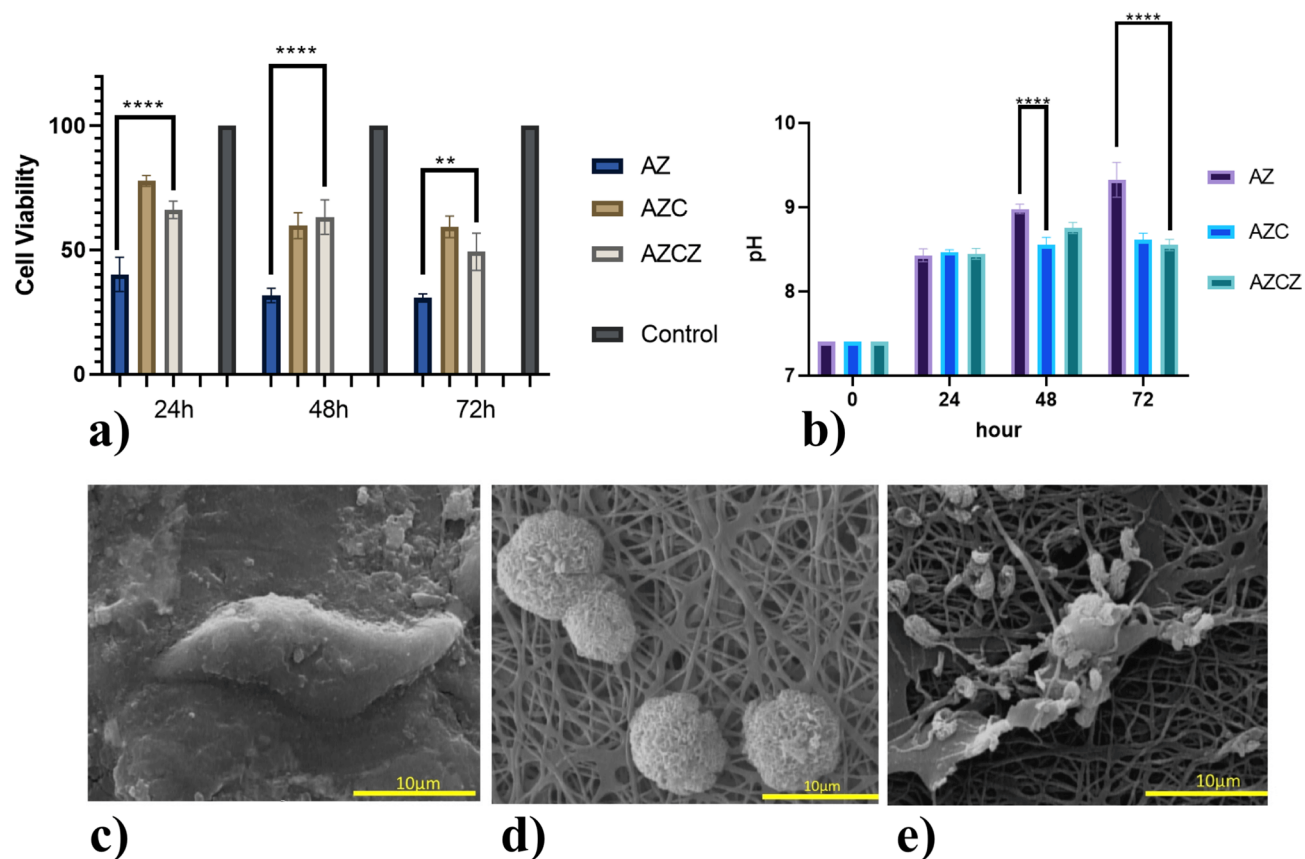 ****
****
**
100
50
0
Cell Viability
24h
48h
72h
AZ
AZC
AZCZ
Control
a)
****
****
10
9
8
7
pH
0
24
48
72
hour
AZ
AZC
AZCZ
b)
10μm
10μm
10μm
c)
d)
e)